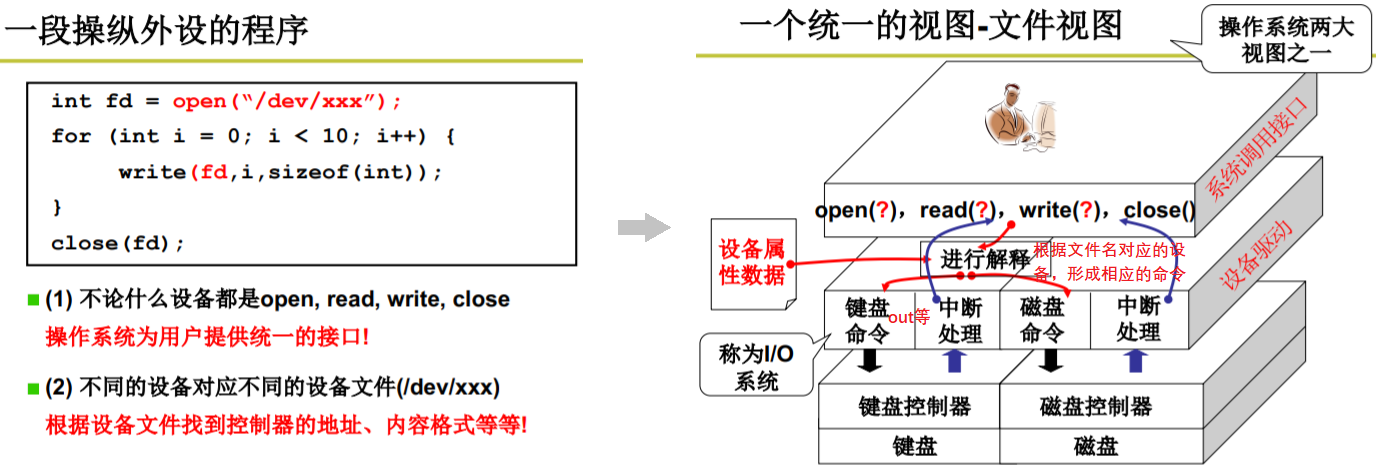 一段操纵外设的程序
int fd = open(“/dev/xxx”);
for (int i = 0; i < 10; i++) {
write(fd,i,sizeof(int));
}
close(fd);
(1) 不论什么设备都是open, read, write, close
操作系统为用户提供统一的接口!
(2) 不同的设备对应不同的设备文件(/dev/xxx)
根据设备文件找到控制器的地址、内容格式等等!
一个统一的视图-文件视图
操作系统两大
视图之一
系统调用接口
open(?), read(?), write(?), close()
设备属
性数据
进行解释
根据文件名对应的设
备，形成相应的命令
设备驱动
键盘
命令
out等
中断
处理
磁盘
命令
中断
处理
称为I/O
系统
键盘控制器
磁盘控制器
键盘
磁盘